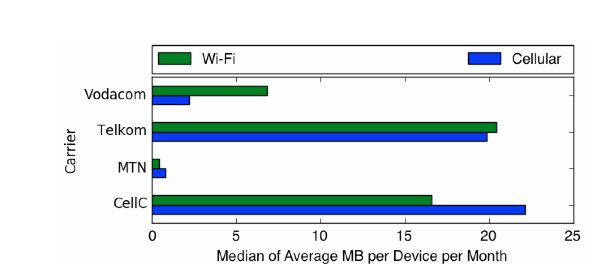 Wi-Fi Cellular
Vodacom
Telkom
MTN
CellC
Carrier
0 5 10 15 20 25
Median of Average MB per Device per Month